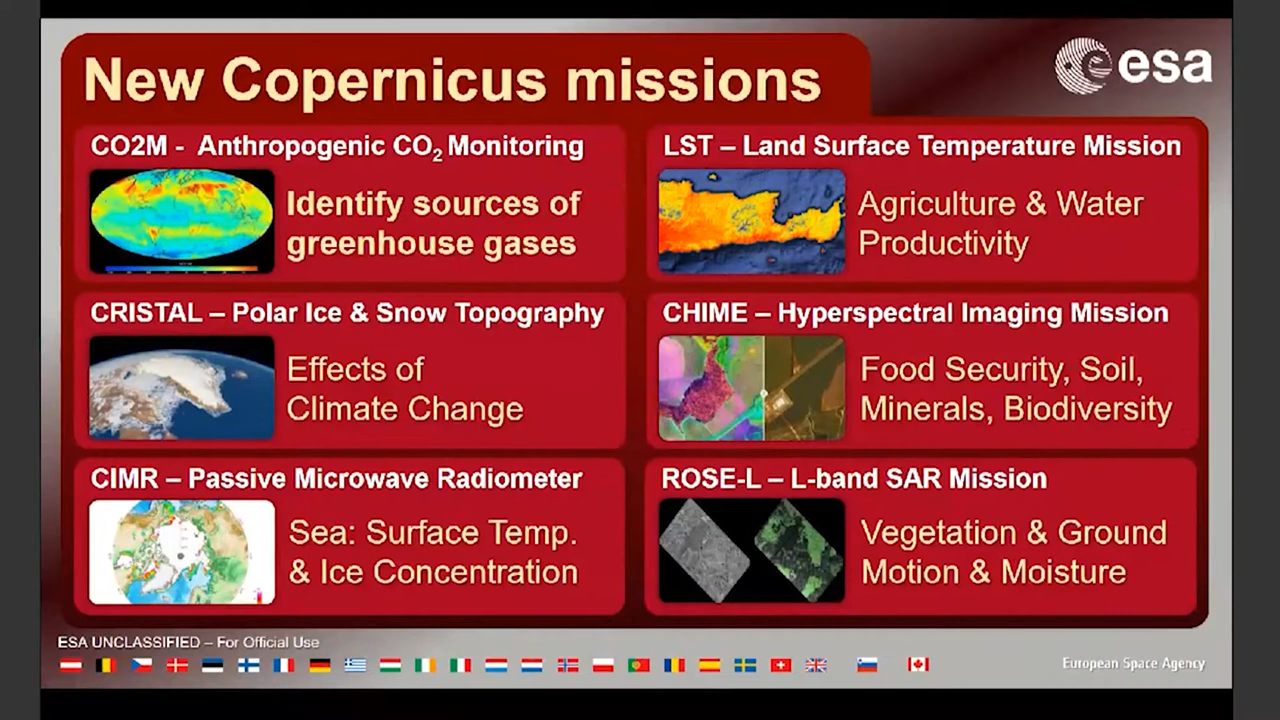 New Copernicus missions
esa
CO2M - Anthropogenic CO₂ Monitoring
Identify sources of
greenhouse gases
LST – Land Surface Temperature Mission
Agriculture & Water
Productivity
CRISTAL – Polar Ice & Snow Topography
Effects of
Climate Change
CHIME – Hyperspectral Imaging Mission
Food Security, Soil,
Minerals, Biodiversity
CIMR – Passive Microwave Radiometer
Sea: Surface Temp.
& Ice Concentration
ROSE-L – L-band SAR Mission
Vegetation & Ground
Motion & Moisture
ESA UNCLASSIFIED – For Official Use
European Space Agency